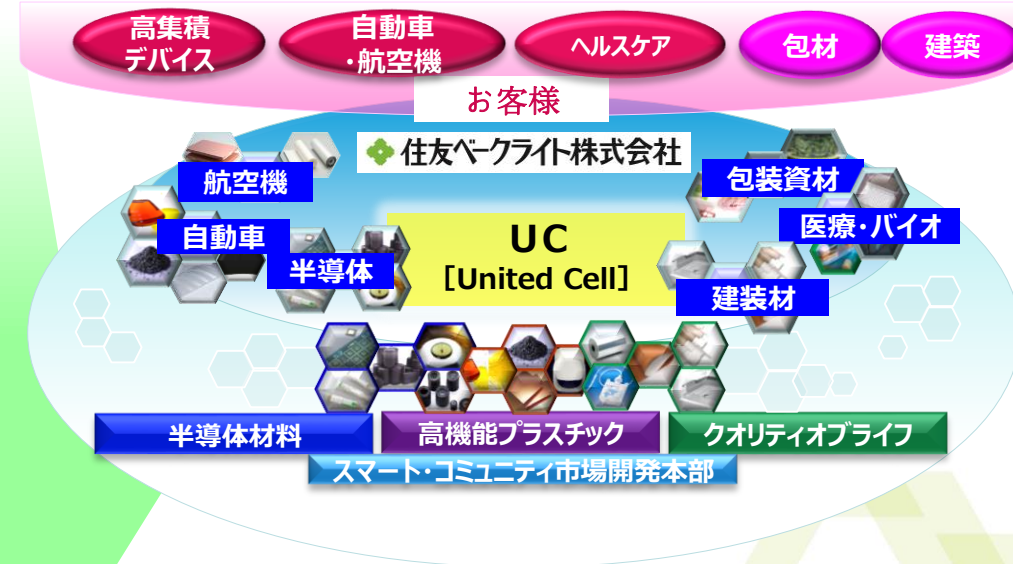 高集積
デバイス
自動車
・航空機
ヘルスケア
包材
建築
お客様
住友ベークライト株式会社
航空機
包装資材
自動車
医療・バイオ
半導体
UC
[United Cell]
建装材
半導体材料
高機能プラスチック
クオリティオブライフ
スマート・コミュニティ市場開発本部